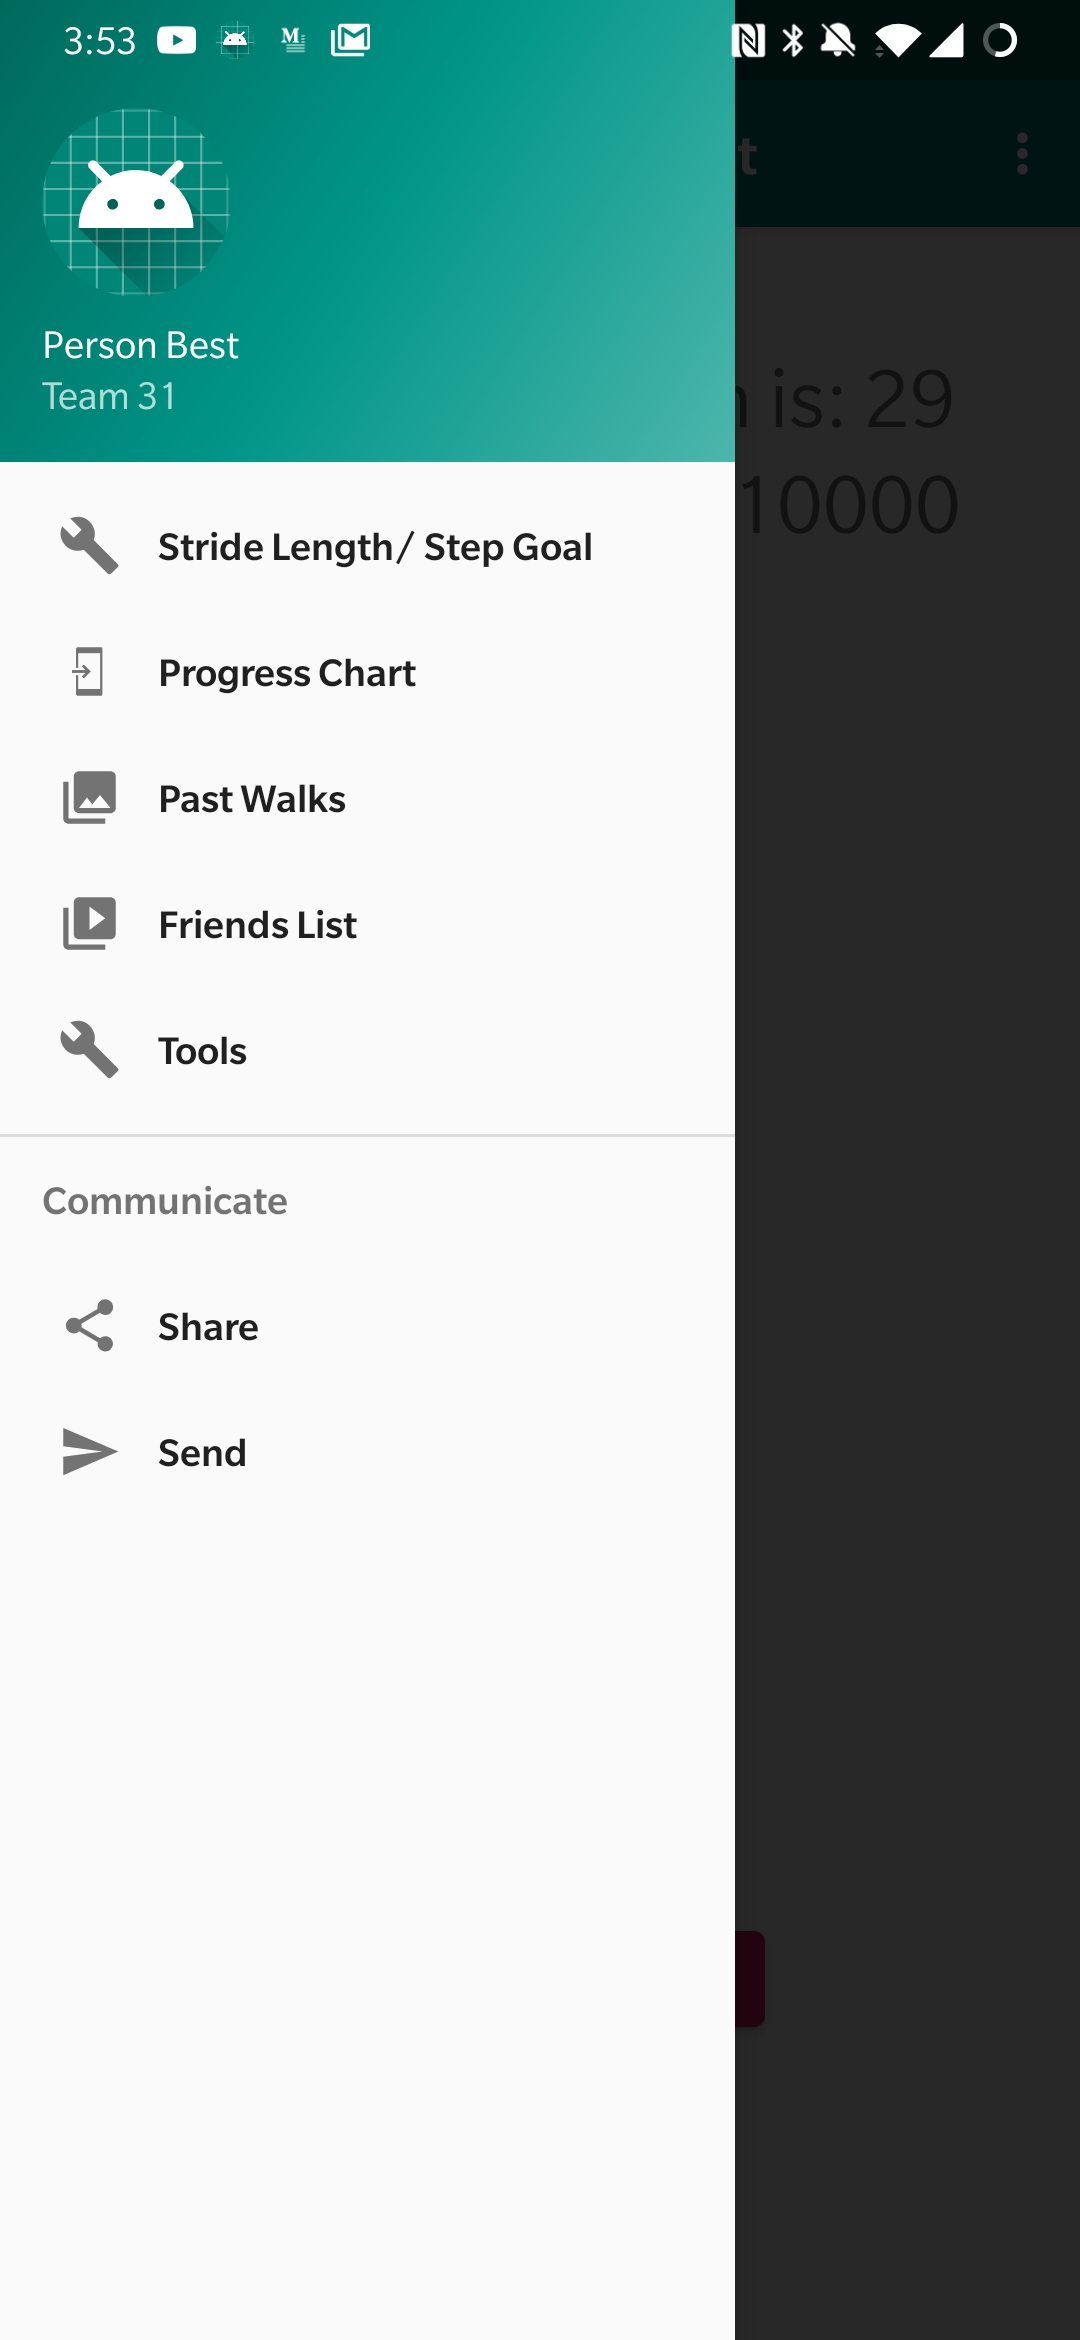 3:53
t
Person Best
Team 31
is: 29
10000
Stride Length/ Step Goal
Progress Chart
Past Walks
Friends List
Tools
Communicate
Share
Send